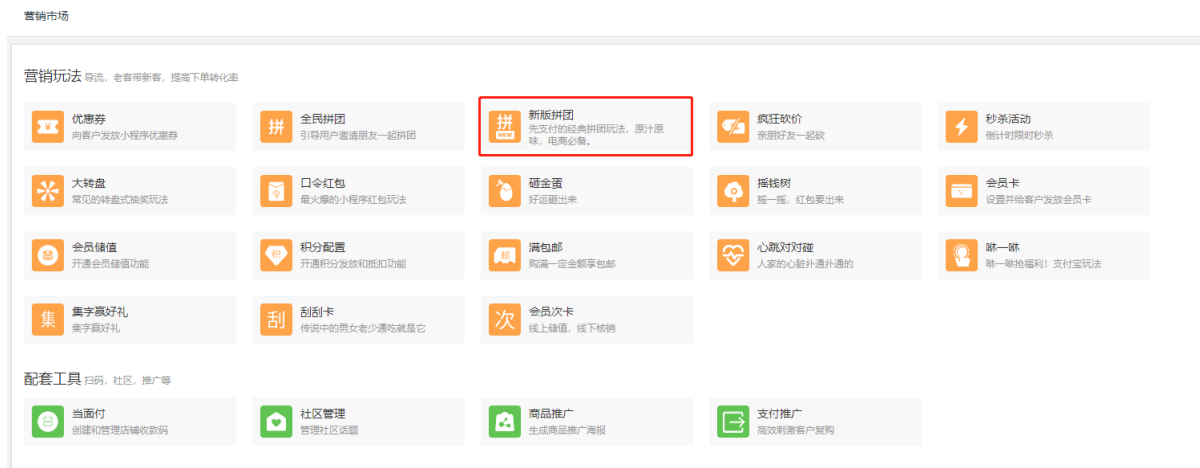 营销市场
营销玩法 导流，老客带新客，提高下单转化率
优惠券
向客户发放小程序优惠券
拼
全民拼团
引导用户邀请朋友一起拼团
拼
NEW
新版拼团
先支付的经典拼团玩法，原汁原
味，电商必备。
疯狂砍价
亲朋好友一起砍
秒杀活动
倒计时限时秒杀
大转盘
常见的转盘式抽奖玩法
令
口令红包
最火爆的小程序红包玩法
砸金蛋
好运砸出来
摇钱树
摇一摇，红包要出来
会员卡
设置并给客户发放会员卡
会员储值
开通会员储值功能
积
积分配置
开通积分发放和抵扣功能
邮
满包邮
购满一定金额享包邮
心跳对对碰
人家的心脏扑通扑通的
咻一咻
咻一咻抢福利！支付宝玩法
集
集字赢好礼
集字赢好礼
刮
刮刮卡
传说中的男女老少通吃就是它
次
会员次卡
线上储值，线下核销
配套工具 扫码，社区，推广等
当面付
创建和管理店铺收款码
社区管理
管理社区话题
商品推广
生成商品推广海报
支付推广
高效刺激客户复购